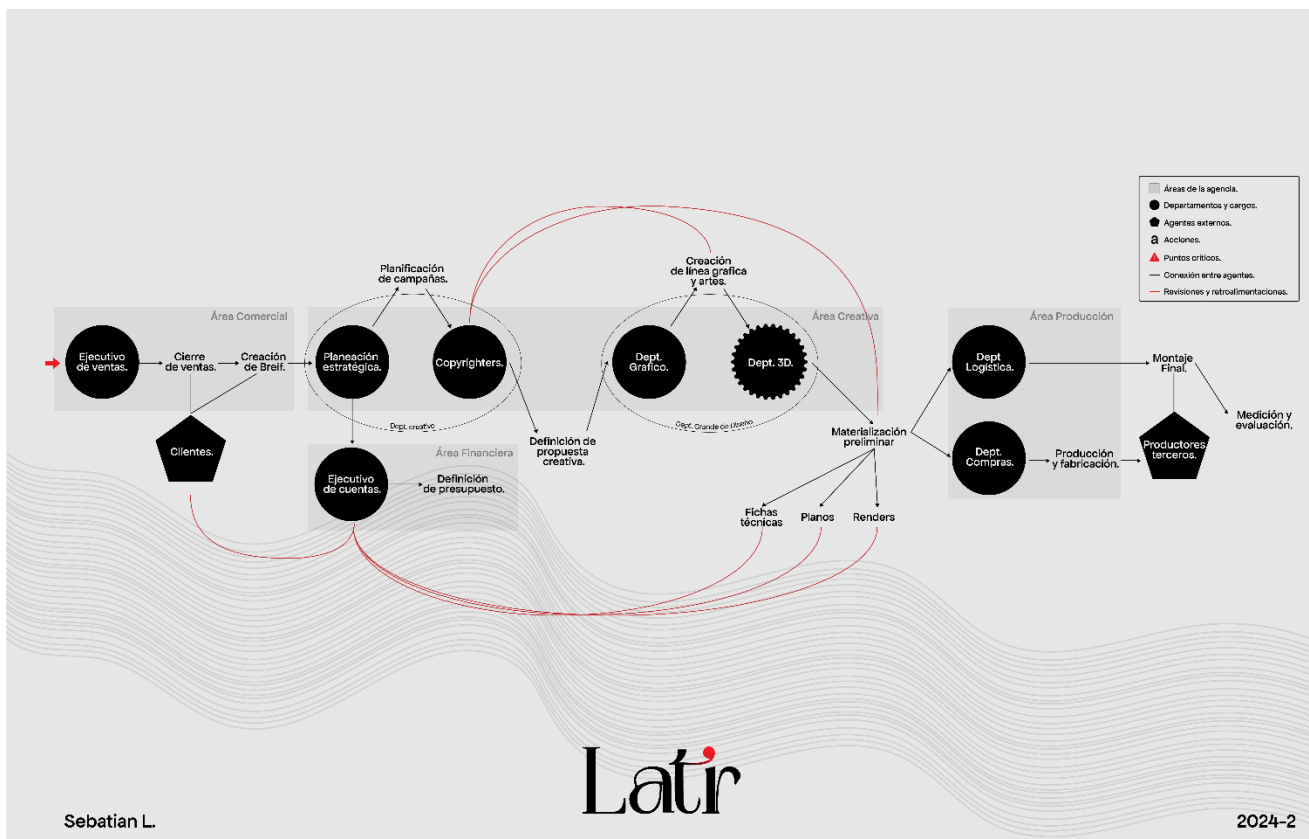 Áreas de la agencia.
Departamentos y cargos.
Agentes externos.
a Acciones.
Puntos críticos.
Conexión entre agentes.
Revisiones y retroalimentaciones.
Área Comercial
Ejecutivo
de ventas.
Cierre
de ventas.
Creación
de Breif.
Clientes.
Planificación
de campañas.
Planeación
estratégica.
Copyrighters.
Dept. creativo
Área Financiera
Ejecutivo
de cuentas.
Definición
de presupuesto.
Definición de
propuesta
creativa.
Área Creativa
Creación
de línea grafica
y artes.
Dept.
Grafico.
Dept. 3D.
Dept. Grande de Diseño
Materialización
preliminar
Fichas
técnicas
Planos
Renders
Área Producción
Dept
Logística.
Dept.
Compras.
Producción
y fabricación.
Montaje
Final.
Productores
terceros.
Medición y
evaluación.
Latir
Sebatian L.
2024-2